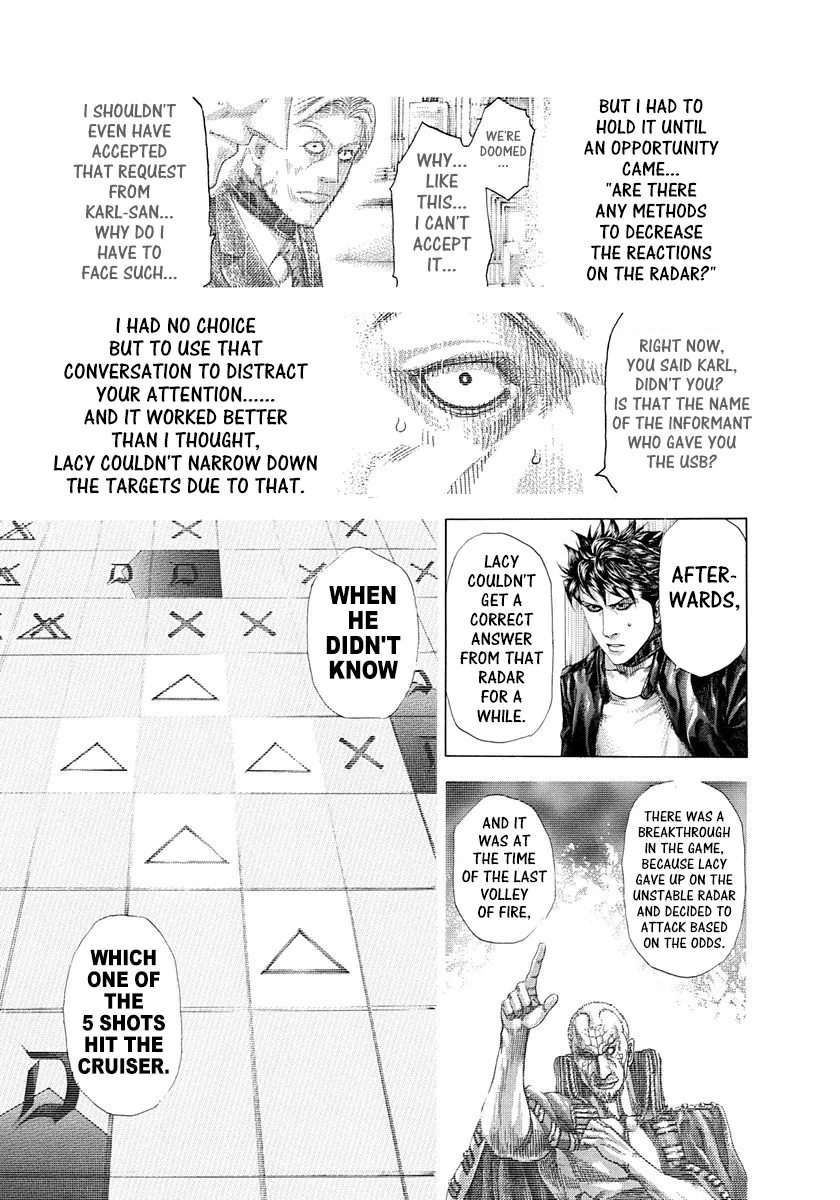 BUT I HAD TO
HOLD IT UNTIL
AN OPPORTUNITY
CAME...
"ARE THERE
ANY METHODS
TO DECREASE
THE REACTIONS
ON THE RADAR?"
WE'RE
DOOMED
...
WHY...
LIKE
THIS...
I CAN'T
ACCEPT
IT...
I SHOULDN'T
EVEN HAVE
ACCEPTED
THAT REQUEST
FROM
KARL-SAN...
WHY DO I
HAVE TO
FACE SUCH...
RIGHT NOW,
YOU SAID KARL,
DIDN'T YOU?
IS THAT THE NAME
OF THE INFORMANT
WHO GAVE YOU
THE USB?
I HAD NO CHOICE
BUT TO USE THAT
CONVERSATION TO DISTRACT
YOUR ATTENTION......
AND IT WORKED BETTER
THAN I THOUGHT,
LACY COULDN'T NARROW DOWN
THE TARGETS DUE TO THAT.
AFTER-
WARDS,
LACY
COULDN'T
GET A
CORRECT
ANSWER
FROM THAT
RADAR
FOR A
WHILE.
THERE WAS A
BREAKTHROUGH
IN THE GAME,
BECAUSE LACY
GAVE UP ON THE
UNSTABLE RADAR
AND DECIDED TO
ATTACK BASED
ON THE ODDS.
AND IT
WAS AT
THE TIME
OF THE LAST
VOLLEY
OF FIRE,
WHEN
HE
DIDN'T
KNOW
D D
D
WHICH
ONE OF
THE
5 SHOTS
HIT THE
CRUISER.
D